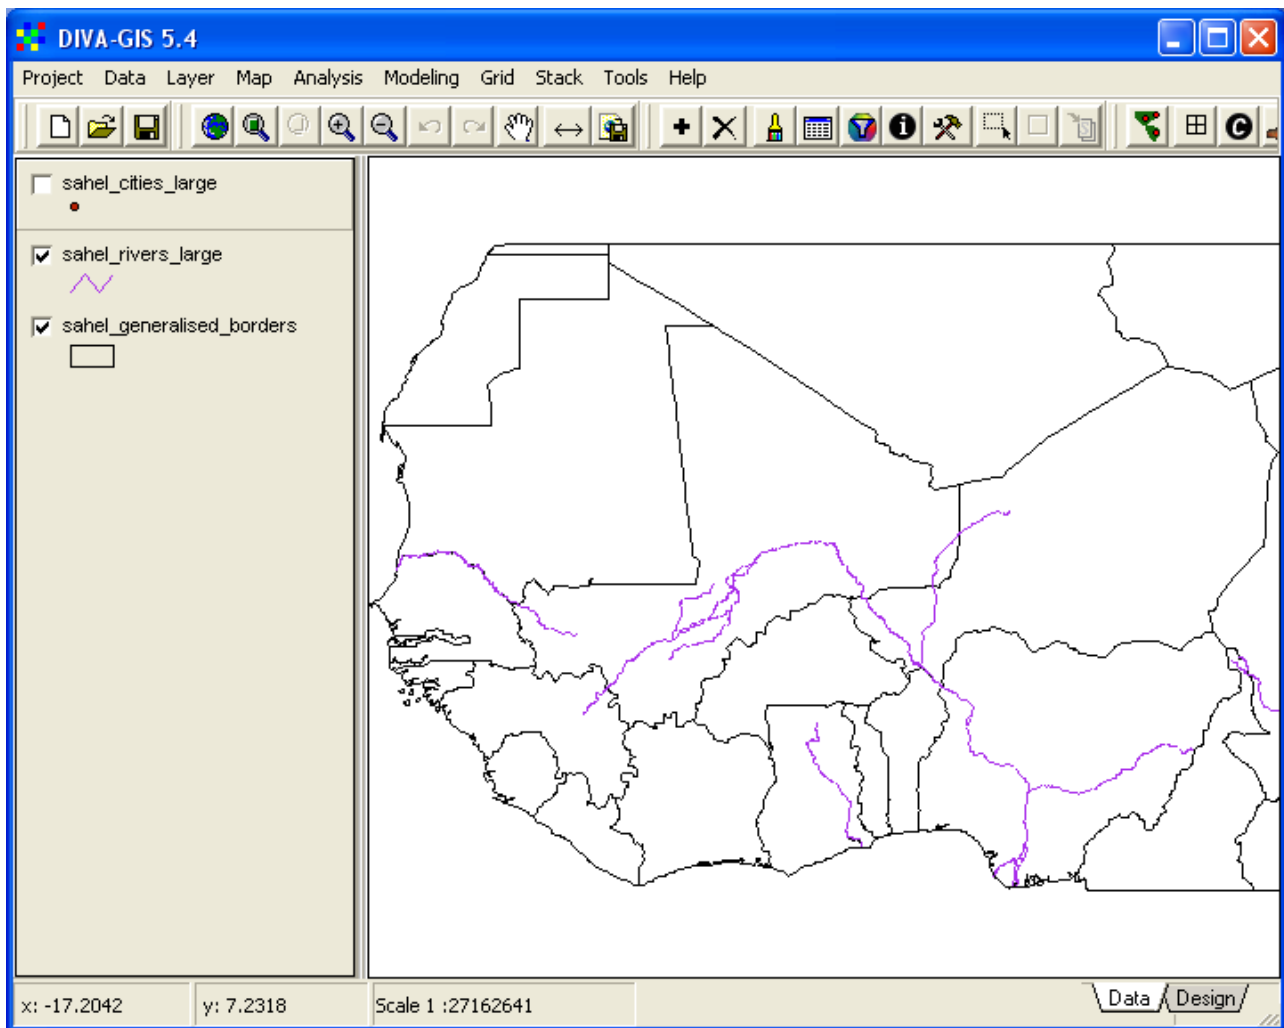 DIVA-GIS 5.4
Project Data Layer Map Analysis Modeling Grid Stack Tools Help
sahel_cities_large
sahel_rivers_large
sahel_generalised_borders
x: -17.2042 y: 7.2318 Scale 1 :27162641 Data Design